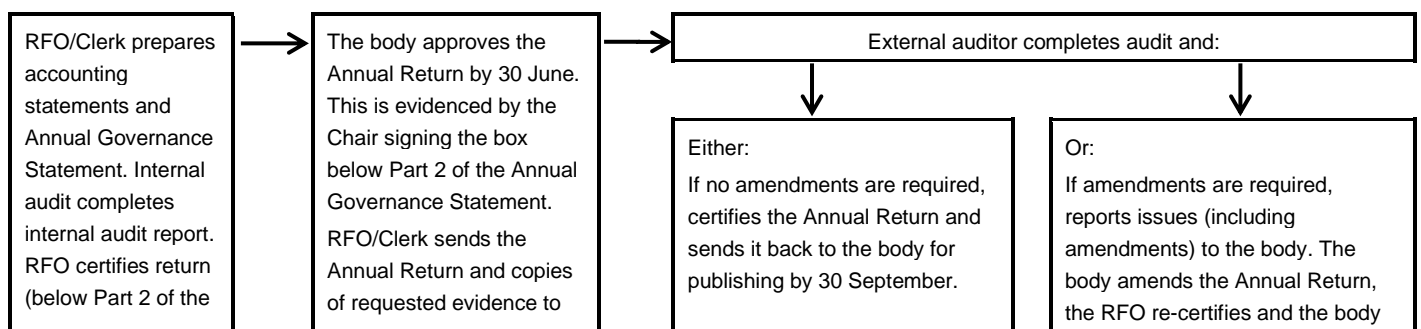 RFO/Clerk prepares
accounting
statements and
Annual Governance
Statement. Internal
audit completes
internal audit report.
RFO certifies return
(below Part 2 of the
The body approves the
Annual Return by 30 June.
This is evidenced by the
Chair signing the box
below Part 2 of the Annual
Governance Statement.
RFO/Clerk sends the
Annual Return and copies
of requested evidence to
External auditor completes audit and:
Either:
If no amendments are required,
certifies the Annual Return and
sends it back to the body for
publishing by 30 September.
Or:
If amendments are required,
reports issues (including
amendments) to the body. The
body amends the Annual Return,
the RFO re-certifies and the body